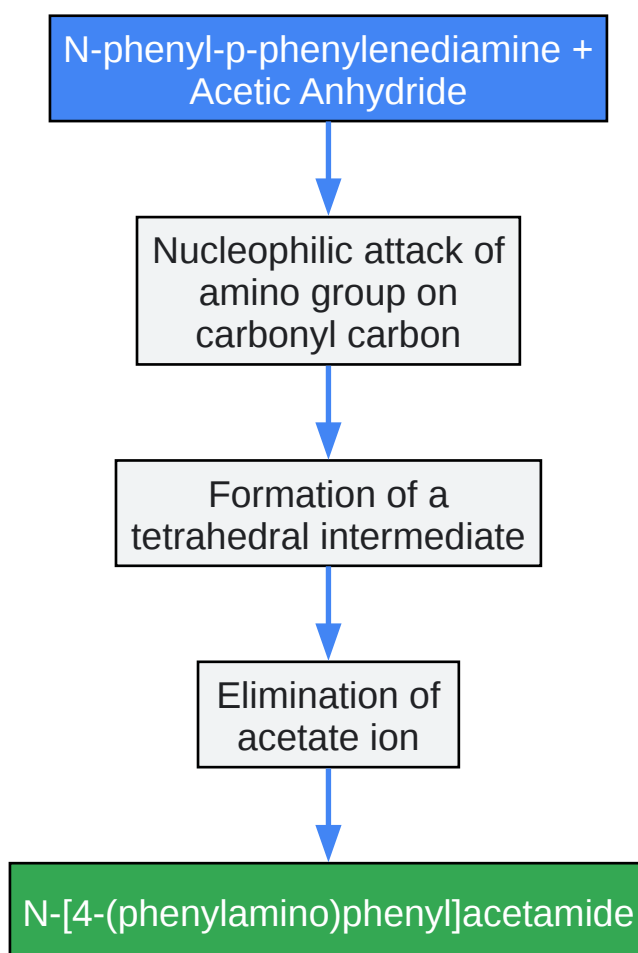 N-phenyl-p-phenylenediamine +
Acetic Anhydride
Nucleophilic attack of
amino group on
carbonyl carbon
Formation of a
tetrahedral intermediate
Elimination of
acetate ion
N-[4-(phenylamino)phenyl]acetamide